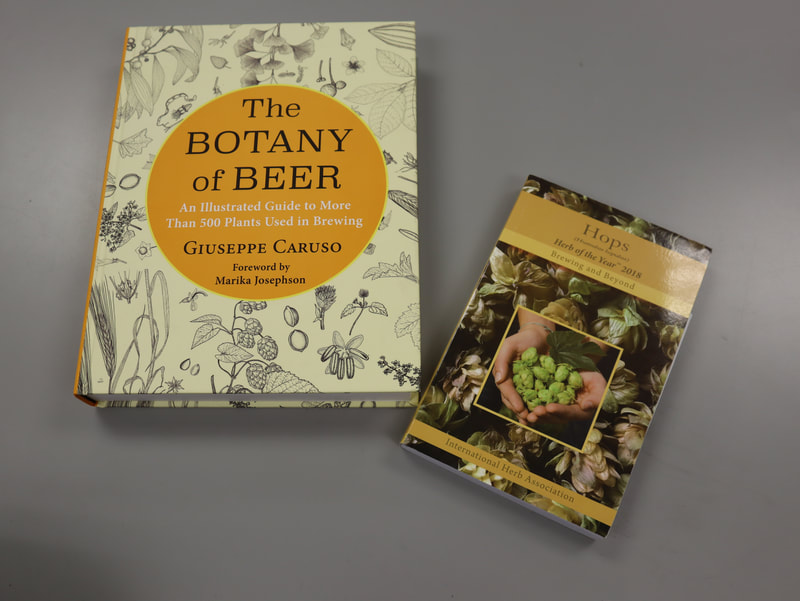 The
BOTANY
of BEER
An Illustrated Guide to More
Than 500 Plants Used in Brewing
GIUSEPPE CARUSO
Foreword by
Marika Josephson
Hops
Herb of the Year™ 2018
Brewing and Beyond
International Herb Association